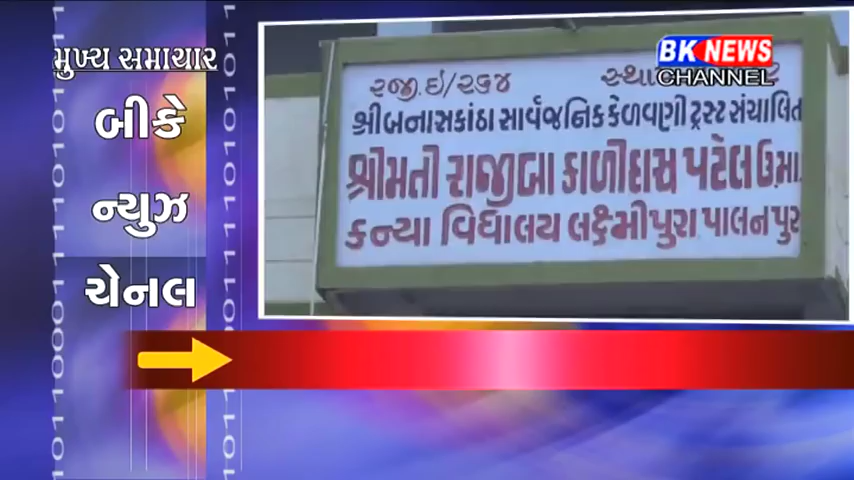 મુખ્ય સમાચાર
બીકે
ન્યુઝ
ચેનલ
BK NEWS
CHANNEL
રજી.ઇ/૨૬૪
શ્રી બનાસકાંઠા સાર્વજનિક કેળવણી ટ્રસ્ટ સંચાલિત
શ્રીમતી રાજીબા કાળીદાસ પટેલ ઉ.મા.
કન્યા વિદ્યાલય લક્ષ્મીપુરા પાલનપુર